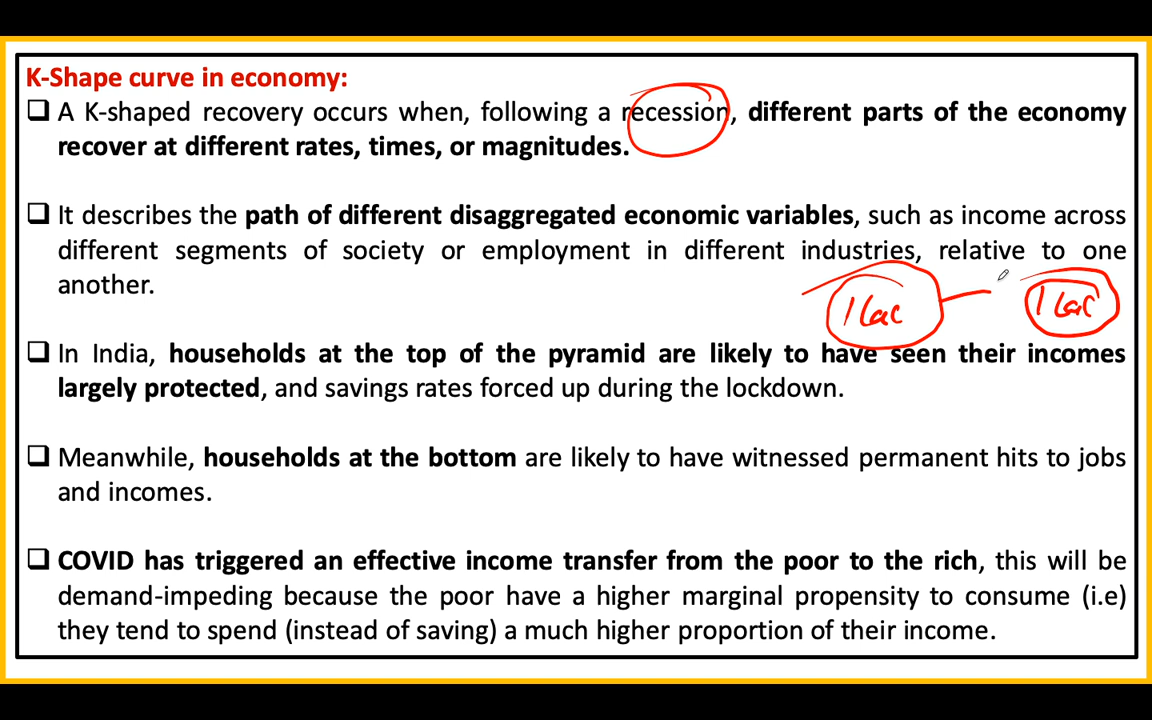 K-Shape curve in economy:
❑ A K-shaped recovery occurs when, following a recession, different parts of the economy
recover at different rates, times, or magnitudes.
❑ It describes the path of different disaggregated economic variables, such as income across
different segments of society or employment in different industries, relative to one
another.
1 Lac 1 Lac
❑ In India, households at the top of the pyramid are likely to have seen their incomes
largely protected, and savings rates forced up during the lockdown.
❑ Meanwhile, households at the bottom are likely to have witnessed permanent hits to jobs
and incomes.
❑ COVID has triggered an effective income transfer from the poor to the rich, this will be
demand-impeding because the poor have a higher marginal propensity to consume (i.e)
they tend to spend (instead of saving) a much higher proportion of their income.